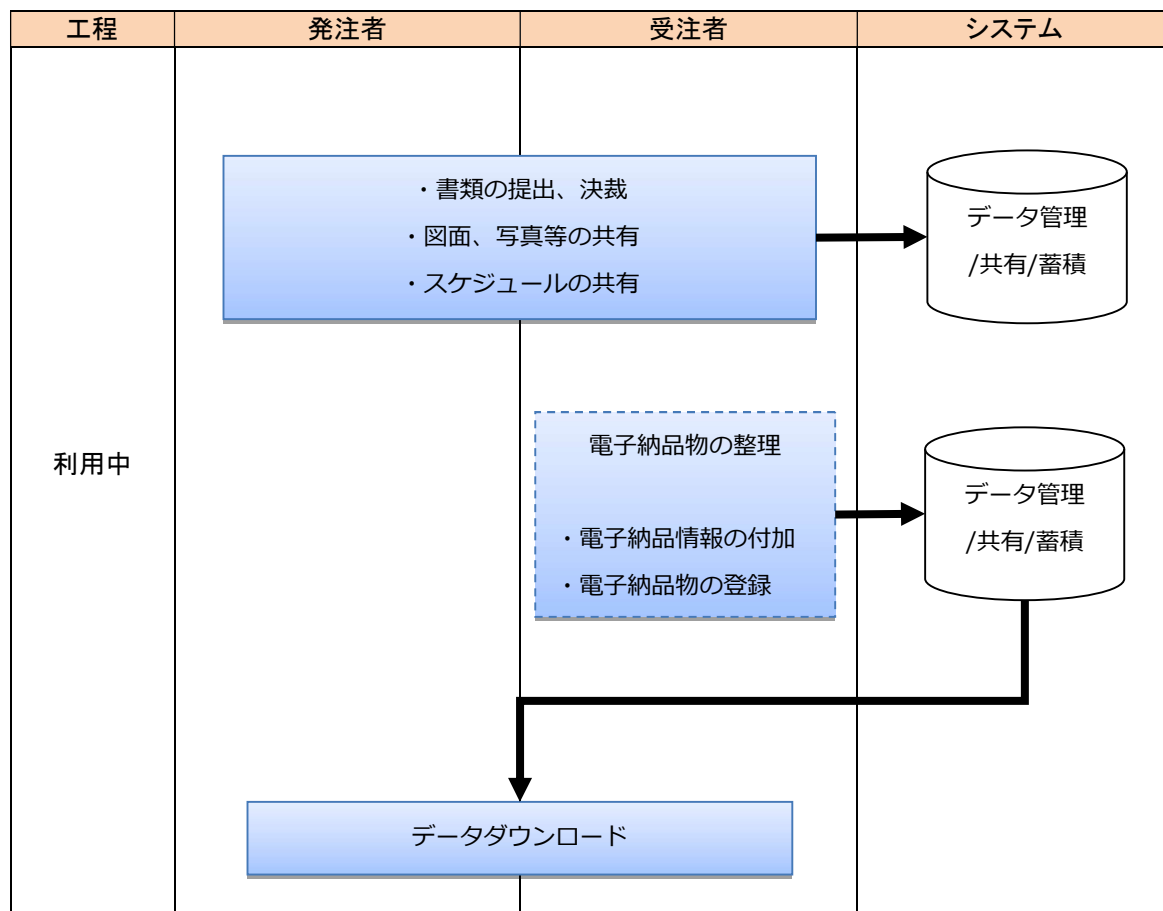 工程
発注者
受注者
システム
・書類の提出、決裁
・図面、写真等の共有
・スケジュールの共有
データ管理
/共有/蓄積
利用中
電子納品物の整理
・電子納品情報の付加
・電子納品物の登録
データ管理
/共有/蓄積
データダウンロード